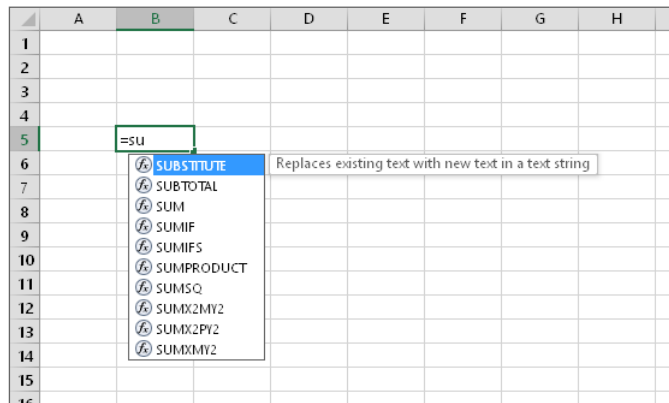 A B C D E F G H
1
2
3
4
5 =su
6 SUBSTITUTE Replaces existing text with new text in a text string
7 SUBTOTAL
8 SUM
9 SUMIF
SUMIFS
10 SUMPRODUCT
11 SUMSQ
12 SUMX2MY2
13 SUMX2PY2
14 SUMXMY2
15
16